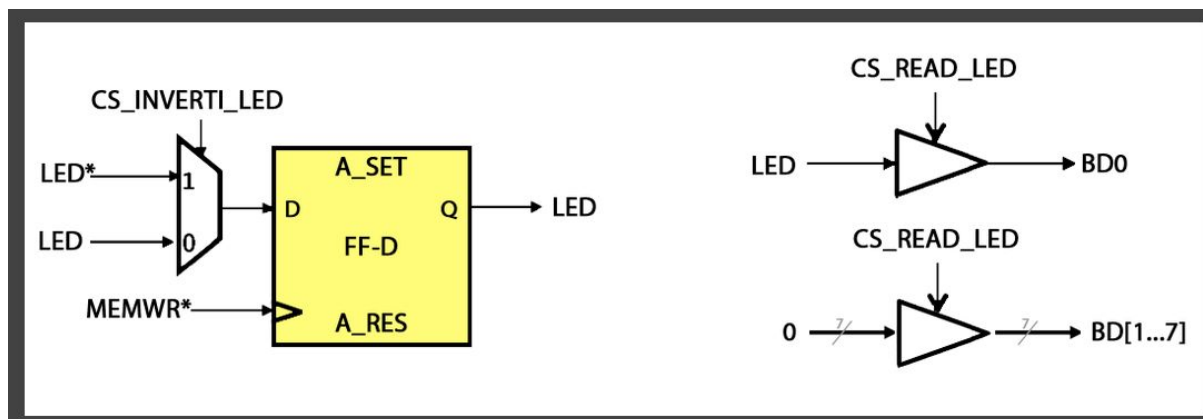 CS_INVERTI_LED
LED*
1
LED
0
MEMWR*
A_SET
D
Q
FF-D
A_RES
LED
CS_READ_LED
LED
BD0
CS_READ_LED
0
7
7
BD[1...7]